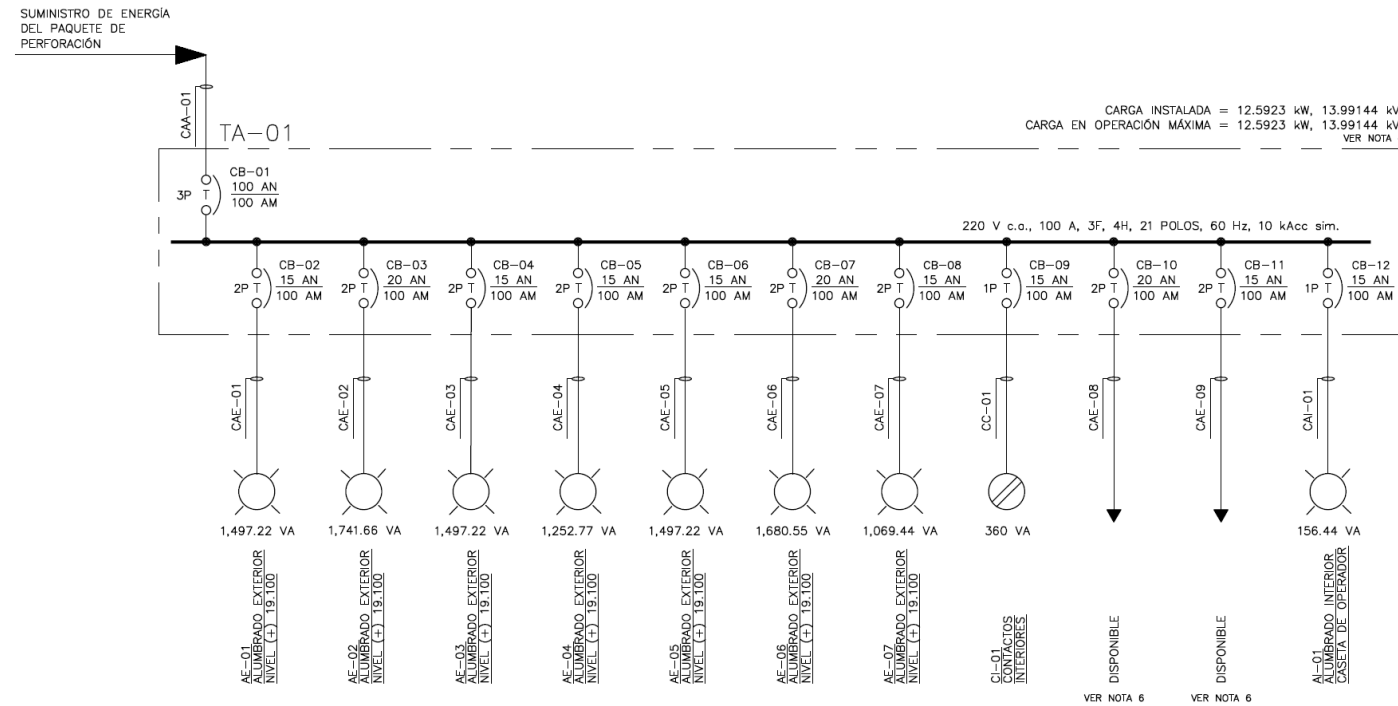 SUMINISTRO DE ENERGÍA
DEL PAQUETE DE
PERFORACIÓN
CAA-01
TA-01
CARGA INSTALADA = 12.5923 kW, 13.99144 kV
CARGA EN OPERACIÓN MÁXIMA = 12.5923 kW, 13.99144 kV
VER NOTA
3P
T
CB-01
100 AN
100 AM
220 V c.a., 100 A, 3F, 4H, 21 POLOS, 60 Hz, 10 kAcc sim.
2P T
CB-02
15 AN
100 AM
2P T
CB-03
20 AN
100 AM
2P T
CB-04
15 AN
100 AM
2P T
CB-05
15 AN
100 AM
2P T
CB-06
15 AN
100 AM
2P T
CB-07
20 AN
100 AM
2P T
CB-08
15 AN
100 AM
1P T
CB-09
15 AN
100 AM
2P T
CB-10
20 AN
100 AM
2P T
CB-11
15 AN
100 AM
1P T
CB-12
15 AN
100 AM
CAE-01
CAE-02
CAE-03
CAE-04
CAE-05
CAE-06
CAE-07
CC-01
CAE-08
CAE-09
CAI-01
1,497.22 VA
1,741.66 VA
1,497.22 VA
1,252.77 VA
1,497.22 VA
1,680.55 VA
1,069.44 VA
360 VA
156.44 VA
AE-01
ALUMBRADO EXTERIOR
NIVEL (+) 19.100
AE-02
ALUMBRADO EXTERIOR
NIVEL (+) 19.100
AE-03
ALUMBRADO EXTERIOR
NIVEL (+) 19.100
AE-04
ALUMBRADO EXTERIOR
NIVEL (+) 19.100
AE-05
ALUMBRADO EXTERIOR
NIVEL (+) 19.100
AE-06
ALUMBRADO EXTERIOR
NIVEL (+) 19.100
AE-07
ALUMBRADO EXTERIOR
NIVEL (+) 19.100
CI-01
CONTACTOS
INTERIORES
DISPONIBLE
VER NOTA 6
DISPONIBLE
VER NOTA 6
AI-01
ALUMBRADO INTERIOR
CASETA DE OPERADOR